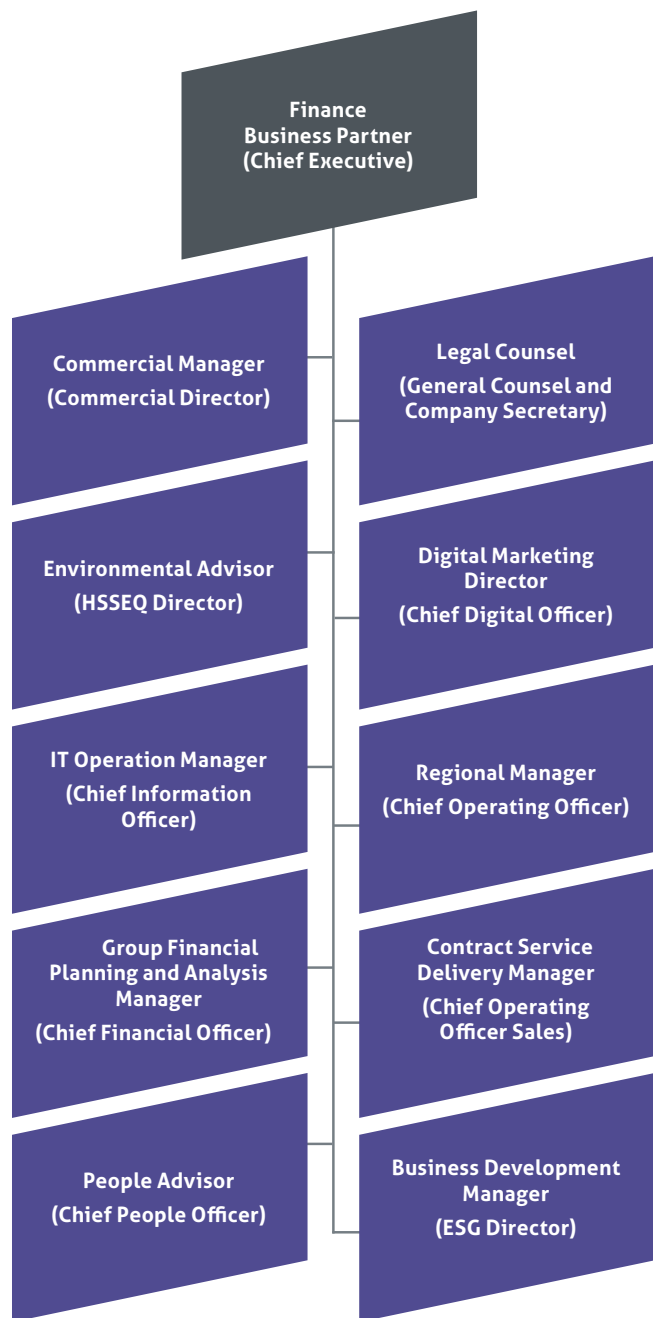 Finance
Business Partner
(Chief Executive)
Commercial Manager
(Commercial Director)
Legal Counsel
(General Counsel and
Company Secretary)
Environmental Advisor
(HSSEQ Director)
Digital Marketing
Director
(Chief Digital Officer)
IT Operation Manager
(Chief Information
Officer)
Regional Manager
(Chief Operating Officer)
Group Financial
Planning and Analysis
Manager
(Chief Financial Officer)
Contract Service
Delivery Manager
(Chief Operating
Officer Sales)
People Advisor
(Chief People Officer)
Business Development
Manager
(ESG Director)